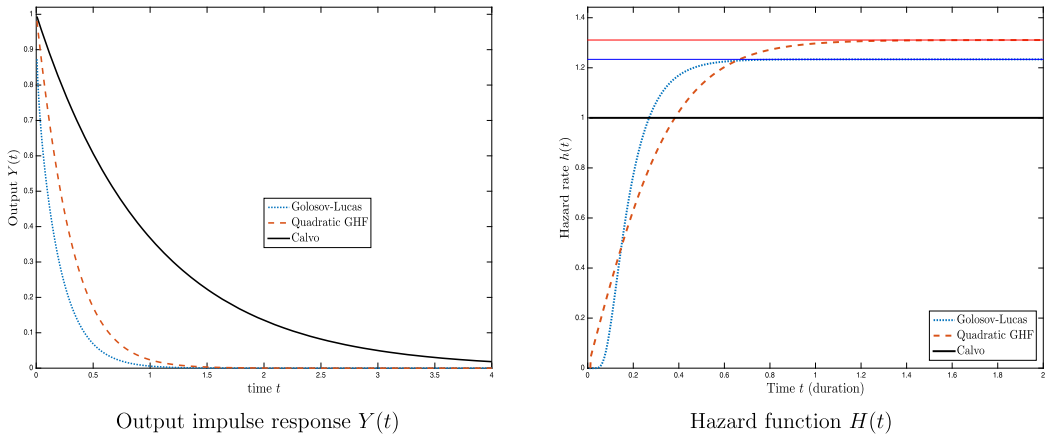 1
0.9
0.8
0.7
0.6
0.5
0.4
0.3
0.2
0.1
0
Output Y(t)
Golosov-Lucas
Quadratic GHF
Calvo
0 0.5 1 1.5 2 2.5 3 3.5 4
time t
Output impulse response Y(t)
1.4
1.2
1
0.8
0.6
0.4
0.2
0
Hazard rate h(t)
Golosov-Lucas
Quadratic GHF
Calvo
0 0.2 0.4 0.6 0.8 1 1.2 1.4 1.6 1.8 2
Time t (duration)
Hazard function H(t)